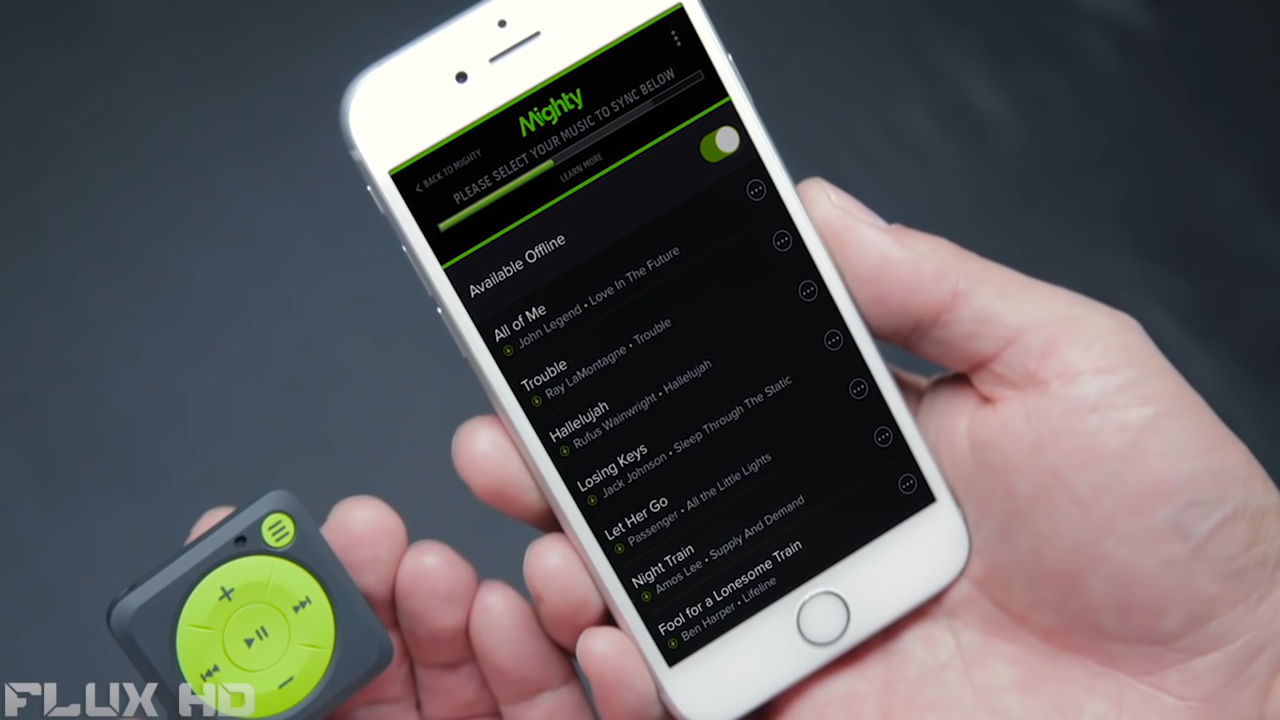 Mighty
< BACK TO MIGHTY
PLEASE SELECT YOUR MUSIC TO SYNC BELOW
LEARN MORE
Available Offline
All of Me
John Legend • Love In The Future
Trouble
Ray LaMontagne • Trouble
Hallelujah
Rufus Wainwright • Hallelujah
Losing Keys
Jack Johnson • Sleep Through The Static
Let Her Go
Passenger • All the Little Lights
Night Train
Amos Lee • Supply And Demand
Fool for a Lonesome Train
Ben Harper • Lifeline
FLUX HD